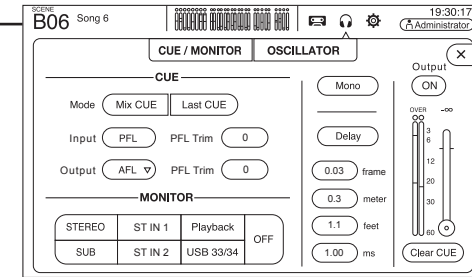 SCENE
B06 Song 6
19:30:17
Administrator
CUE / MONITOR OSCILLATOR
×
CUE
Mode Mix CUE Last CUE
Input PFL PFL Trim 0
Output AFL PFL Trim 0
MONITOR
STEREO ST IN 1 Playback OFF
SUB ST IN 2 USB 33/34
Mono
Delay
0.03 frame
0.3 meter
1.1 feet
1.00 ms
Output
ON
OVER -∞
3
6
12
20
30
60
Clear CUE